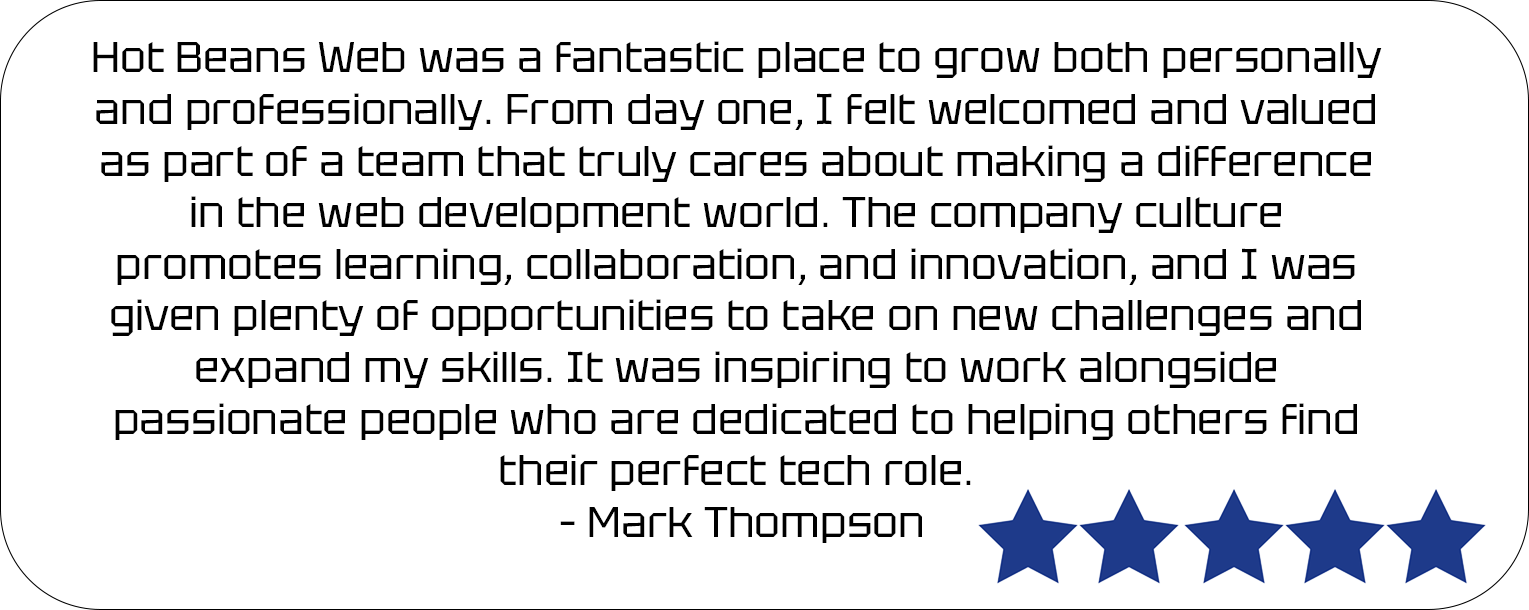 Hot Beans Web was a fantastic place to grow both personally
and professionally. From day one, I felt welcomed and valued
as part of a team that truly cares about making a difference
in the web development world. The company culture
promotes learning, collaboration, and innovation, and I was
given plenty of opportunities to take on new challenges and
expand my skills. It was inspiring to work alongside
passionate people who are dedicated to helping others find
their perfect tech role.
- Mark Thompson